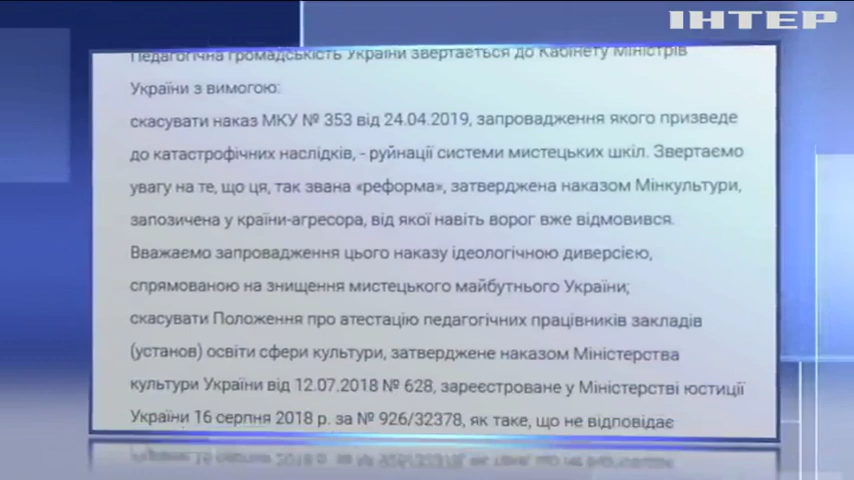 ІНТЕР
Педагогічна громадськість України звертається до Кабінету Міністрів
України з вимогою:
скасувати наказ МКУ № 353 від 24.04.2019, запровадження якого призведе
до катастрофічних наслідків, - руйнації системи мистецьких шкіл. Звертаємо
увагу на те, що ця, так звана «реформа», затверджена наказом Мінкультури,
запозичена у країни-агресора, від якої навіть ворог вже відмовився.
Вважаємо запровадження цього наказу ідеологічною диверсією,
спрямованою на знищення мистецького майбутнього України;
скасувати Положення про атестацію педагогічних працівників закладів
(установ) освіти сфери культури, затверджене наказом Міністерства
культури України від 12.07.2018 № 628, зареєстроване у Міністерстві юстиції
України 16 серпня 2018 р. за № 926/32378, як таке, що не відповідає